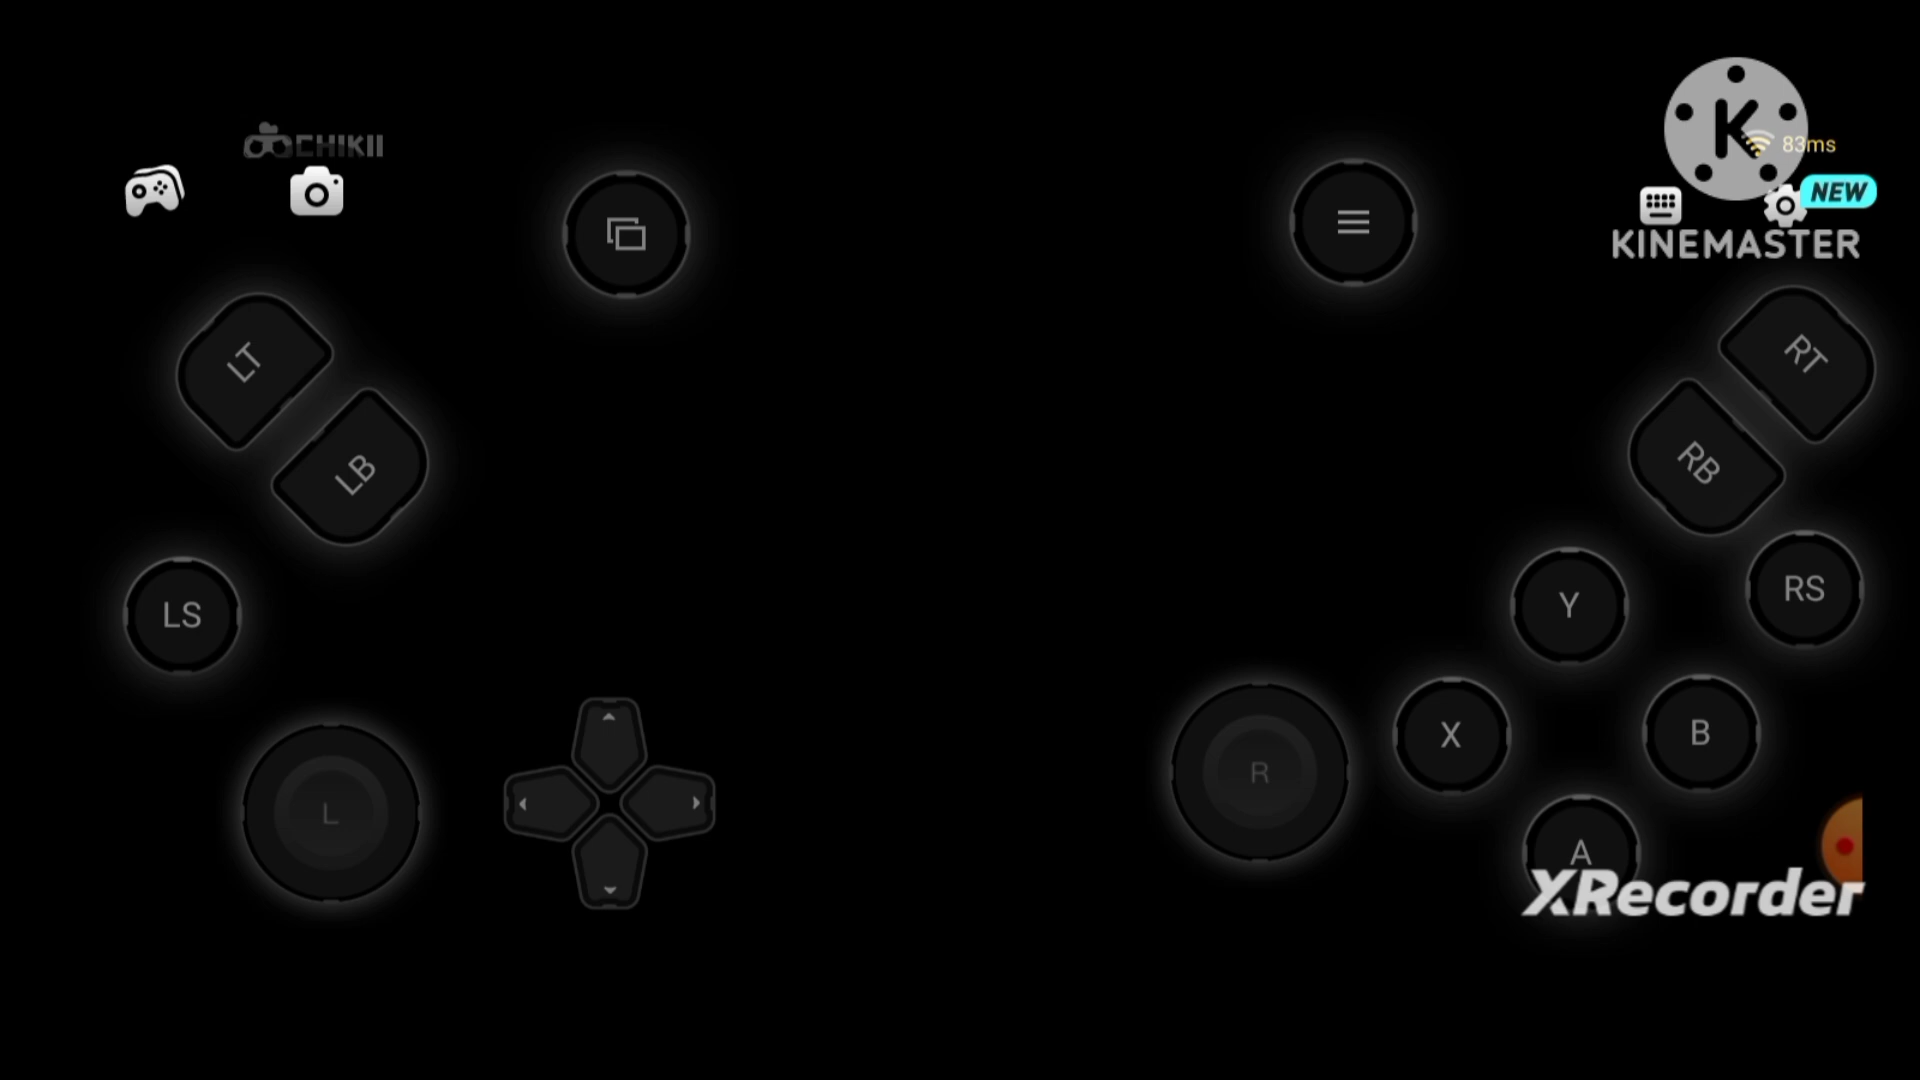 CHIKII
K
83ms
NEW
KINEMASTER
LT
RT
LB
RB
LS
Y
RS
X
B
L
R
A
XRecorder